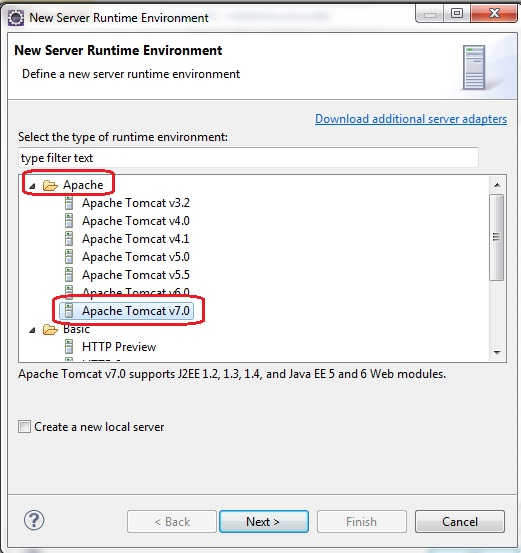 New Server Runtime Environment
New Server Runtime Environment
Define a new server runtime environment
Download additional server adapters
Select the type of runtime environment:
type filter text
Apache
Apache Tomcat v3.2
Apache Tomcat v4.0
Apache Tomcat v4.1
Apache Tomcat v5.0
Apache Tomcat v5.5
Apache Tomcat v6.0
Apache Tomcat v7.0
Basic
HTTP Preview
Apache Tomcat v7.0 supports J2EE 1.2, 1.3, 1.4, and Java EE 5 and 6 Web modules.
Create a new local server
? < Back Next > Finish Cancel